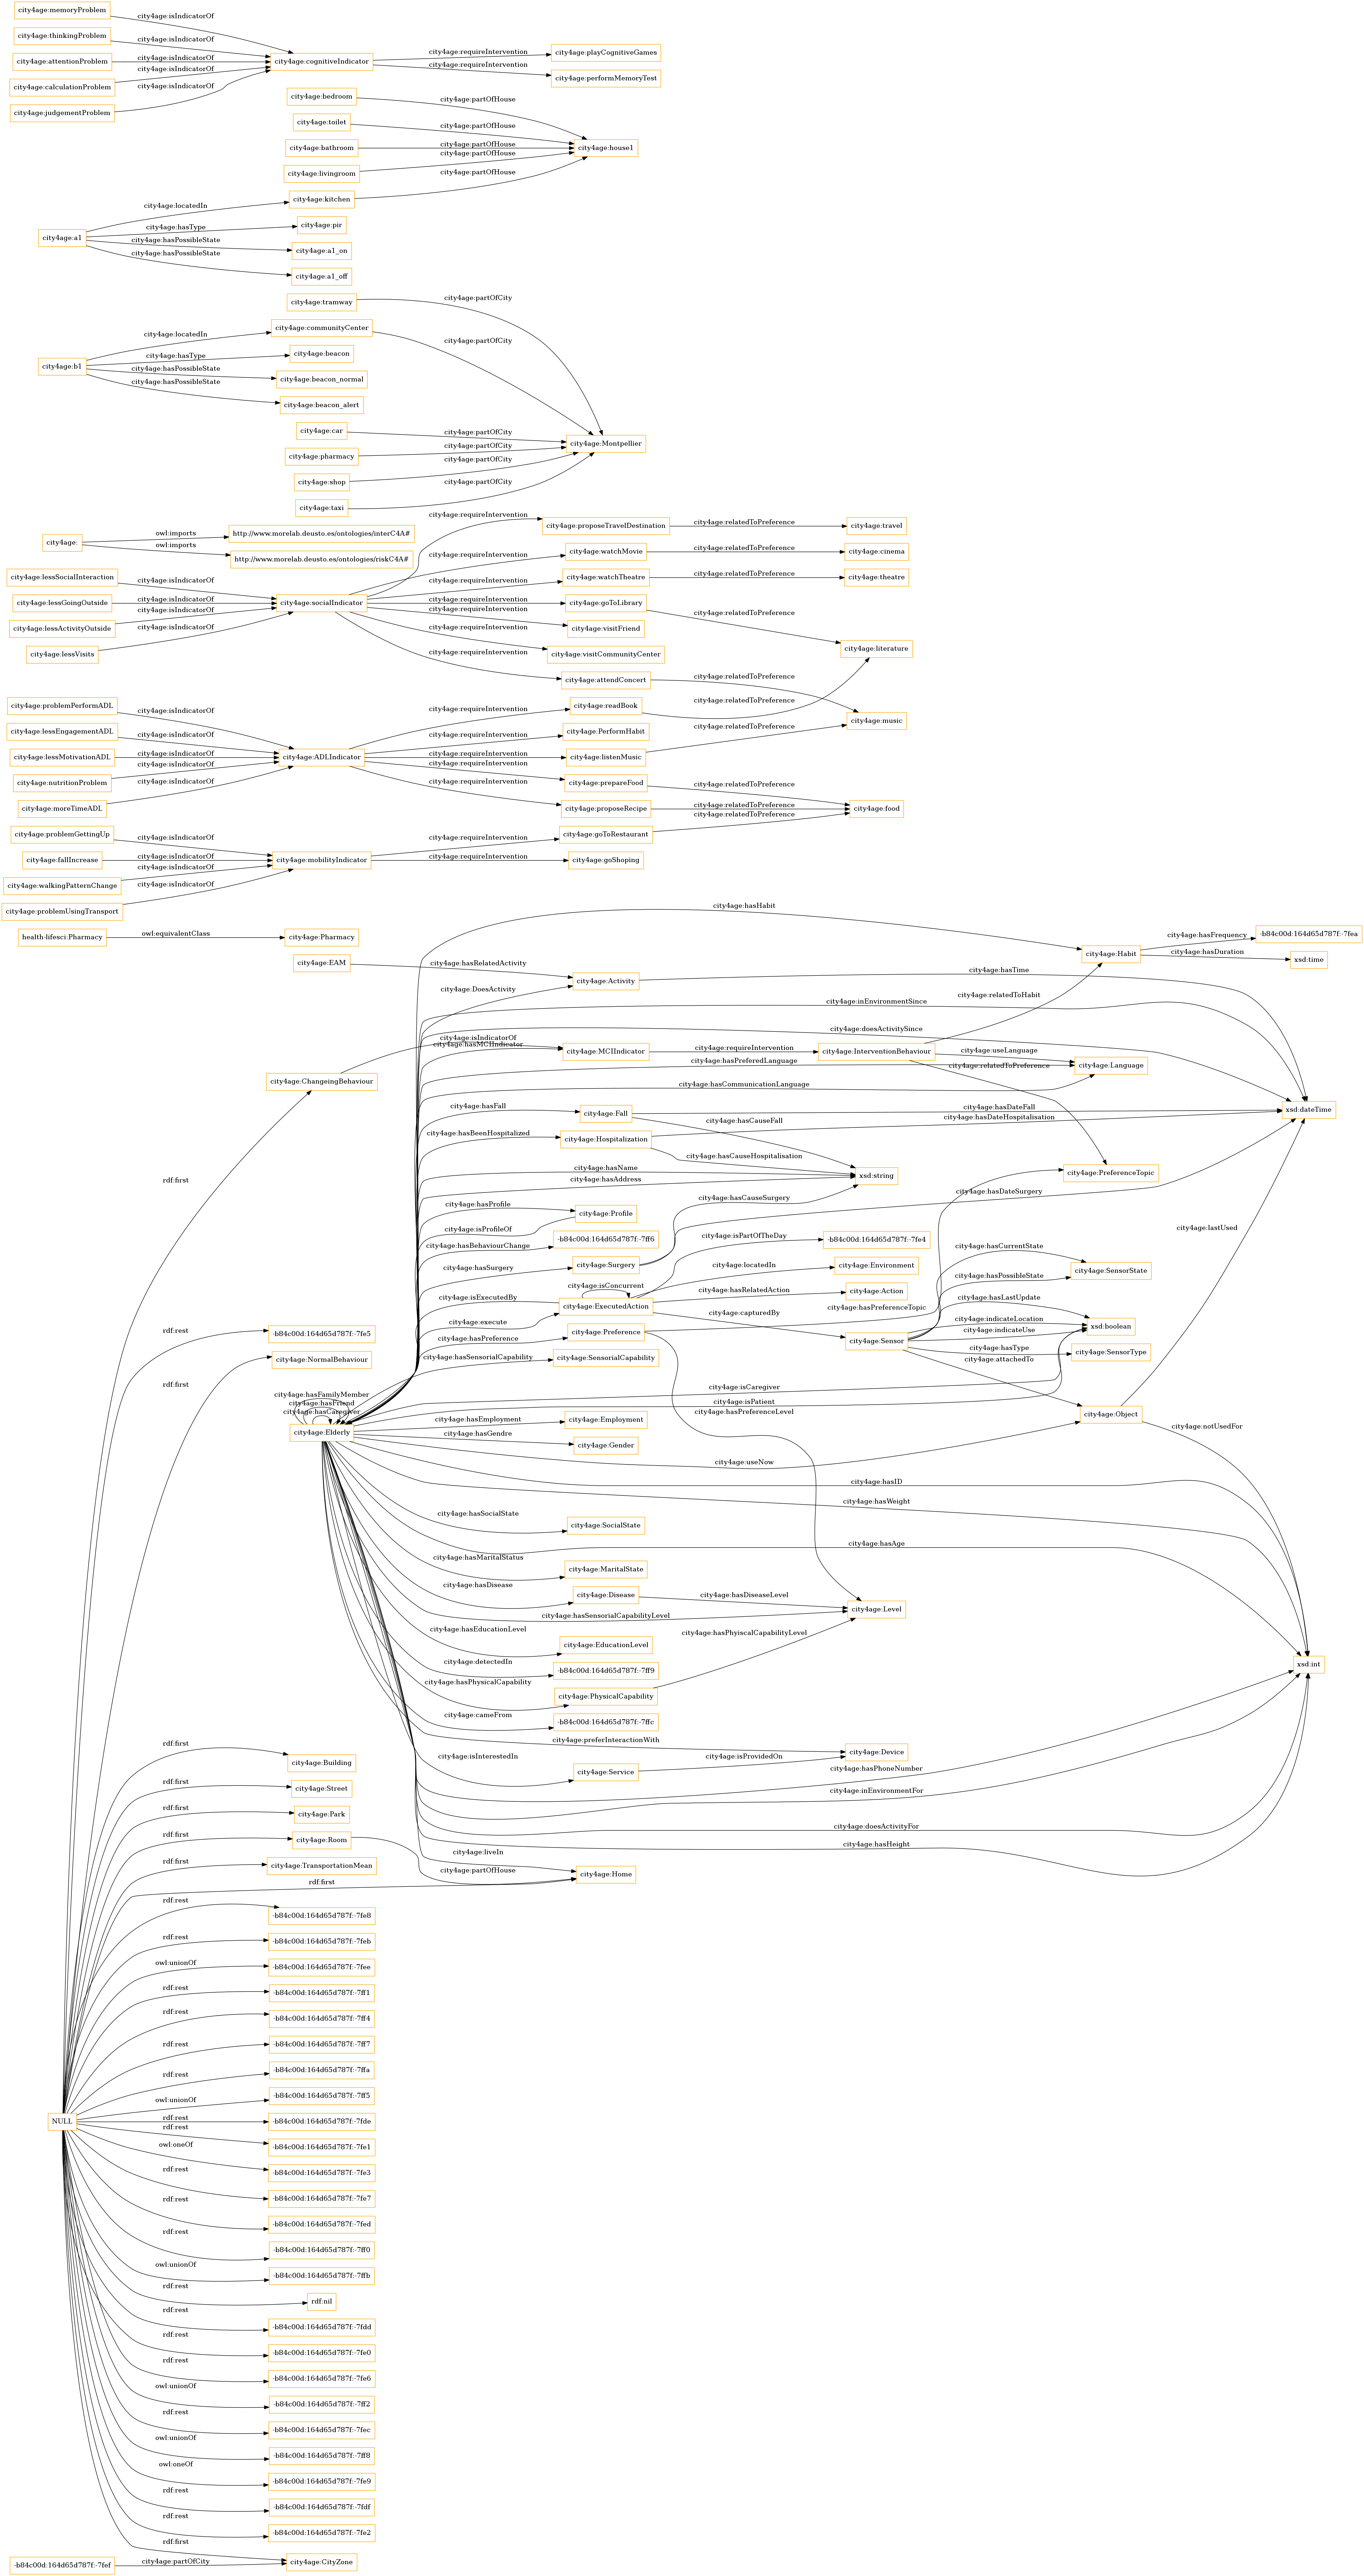 city4age:memoryProblem
city4age:isIndicatorOf
city4age:thinkingProblem
city4age:isIndicatorOf
city4age:attentionProblem
city4age:isIndicatorOf
city4age:calculationProblem
city4age:isIndicatorOf
city4age:judgementProblem
city4age:isIndicatorOf
city4age:cognitiveIndicator
city4age:requireIntervention
city4age:playCognitiveGames
city4age:requireIntervention
city4age:performMemoryTest
city4age:bedroom
city4age:partOfHouse
city4age:toilet
city4age:partOfHouse
city4age:bathroom
city4age:partOfHouse
city4age:livingroom
city4age:partOfHouse
city4age:kitchen
city4age:partOfHouse
city4age:house1
city4age:a1
city4age:locatedIn
city4age:hasType
city4age:pir
city4age:hasPossibleState
city4age:a1_on
city4age:hasPossibleState
city4age:a1_off
city4age:tramway
city4age:partOfCity
city4age:communityCenter
city4age:partOfCity
city4age:b1
city4age:locatedIn
city4age:hasType
city4age:beacon
city4age:hasPossibleState
city4age:beacon_normal
city4age:hasPossibleState
city4age:beacon_alert
city4age:car
city4age:partOfCity
city4age:pharmacy
city4age:partOfCity
city4age:shop
city4age:partOfCity
city4age:taxi
city4age:partOfCity
city4age:Montpellier
city4age:
owl:imports
http://www.morelab.deusto.es/ontologies/interC4A#
owl:imports
http://www.morelab.deusto.es/ontologies/riskC4A#
city4age:lessSocialInteraction
city4age:isIndicatorOf
city4age:lessGoingOutside
city4age:isIndicatorOf
city4age:lessActivityOutside
city4age:isIndicatorOf
city4age:lessVisits
city4age:isIndicatorOf
city4age:socialIndicator
city4age:requireIntervention
city4age:proposeTravelDestination
city4age:relatedToPreference
city4age:travel
city4age:requireIntervention
city4age:watchMovie
city4age:relatedToPreference
city4age:cinema
city4age:requireIntervention
city4age:watchTheatre
city4age:relatedToPreference
city4age:theatre
city4age:requireIntervention
city4age:goToLibrary
city4age:relatedToPreference
city4age:requireIntervention
city4age:visitFriend
city4age:requireIntervention
city4age:visitCommunityCenter
city4age:literature
city4age:requireIntervention
city4age:attendConcert
city4age:relatedToPreference
city4age:problemPerformADL
city4age:isIndicatorOf
city4age:lessEngagementADL
city4age:isIndicatorOf
city4age:lessMotivationADL
city4age:isIndicatorOf
city4age:nutritionProblem
city4age:isIndicatorOf
city4age:moreTimeADL
city4age:isIndicatorOf
city4age:ADLIndicator
city4age:requireIntervention
city4age:readBook
city4age:relatedToPreference
city4age:music
city4age:requireIntervention
city4age:PerformHabit
city4age:requireIntervention
city4age:listenMusic
city4age:relatedToPreference
city4age:requireIntervention
city4age:prepareFood
city4age:relatedToPreference
city4age:requireIntervention
city4age:proposeRecipe
city4age:relatedToPreference
city4age:food
city4age:problemGettingUp
city4age:isIndicatorOf
city4age:fallIncrease
city4age:isIndicatorOf
city4age:walkingPatternChange
city4age:isIndicatorOf
city4age:problemUsingTransport
city4age:isIndicatorOf
city4age:mobilityIndicator
city4age:requireIntervention
city4age:goToRestaurant
city4age:relatedToPreference
city4age:requireIntervention
city4age:goShoping
health-lifesci:Pharmacy
owl:equivalentClass
city4age:Pharmacy
city4age:EAM
city4age:hasRelatedActivity
city4age:hasHabit
city4age:DoesActivity
city4age:Activity
city4age:hasTime
city4age:Habit
city4age:hasFrequency
-b84c00d:164d65d787f:-7fea
city4age:hasDuration
xsd:time
city4age:relatedToHabit
city4age:inEnvironmentSince
city4age:doesActivitySince
city4age:isIndicatorOf
city4age:hasMCIIndicator
city4age:MCIIndicator
city4age:requireIntervention
city4age:InterventionBehaviour
city4age:useLanguage
city4age:Language
city4age:relatedToPreference
city4age:hasPreferedLanguage
city4age:hasCommunicationLanguage
city4age:ChangeingBehaviour
city4age:hasFall
city4age:Fall
city4age:hasDateFall
city4age:hasCauseFall
xsd:dateTime
city4age:hasBeenHospitalized
city4age:Hospitalization
city4age:hasDateHospitalisation
city4age:hasCauseHospitalisation
city4age:hasName
city4age:hasAddress
xsd:string
city4age:PreferenceTopic
rdf:first
city4age:hasProfile
city4age:Profile
city4age:isProfileOf
city4age:hasCauseSurgery
city4age:hasDateSurgery
city4age:lastUsed
city4age:hasBehaviourChange
-b84c00d:164d65d787f:-7ff6
city4age:isPartOfTheDay
-b84c00d:164d65d787f:-7fe4
city4age:hasSurgery
city4age:Surgery
city4age:locatedIn
city4age:Environment
city4age:hasCurrentState
city4age:SensorState
city4age:hasPossibleState
city4age:isConcurrent
city4age:isExecutedBy
city4age:ExecutedAction
city4age:hasRelatedAction
city4age:Action
city4age:hasLastUpdate
city4age:execute
city4age:capturedBy
city4age:hasPreferenceTopic
city4age:indicateLocation
city4age:indicateUse
xsd:boolean
city4age:hasPreference
city4age:Preference
city4age:Sensor
city4age:hasType
city4age:SensorType
city4age:attachedTo
rdf:rest
-b84c00d:164d65d787f:-7fe5
city4age:NormalBehaviour
rdf:first
city4age:hasSensorialCapability
city4age:SensorialCapability
city4age:isCaregiver
city4age:isPatient
city4age:hasPreferenceLevel
city4age:hasFamilyMember
city4age:hasFriend
city4age:hasCaregiver
city4age:Elderly
city4age:hasEmployment
city4age:Employment
city4age:hasGendre
city4age:Gender
city4age:Object
city4age:notUsedFor
city4age:useNow
city4age:hasID
city4age:hasWeight
city4age:hasSocialState
city4age:SocialState
city4age:hasAge
city4age:hasMaritalStatus
city4age:MaritalState
city4age:hasDisease
city4age:Disease
city4age:hasDiseaseLevel
city4age:Level
city4age:hasSensorialCapabilityLevel
city4age:hasEducationLevel
city4age:EducationLevel
city4age:hasPhyiscalCapabilityLevel
city4age:detectedIn
-b84c00d:164d65d787f:-7ff9
xsd:int
city4age:hasPhysicalCapability
city4age:PhysicalCapability
city4age:cameFrom
-b84c00d:164d65d787f:-7ffc
city4age:preferInteractionWith
city4age:Device
city4age:isInterestedIn
city4age:Service
city4age:isProvidedOn
city4age:hasPhoneNumber
city4age:inEnvironmentFor
city4age:doesActivityFor
city4age:hasHeight
rdf:first
city4age:Building
rdf:first
city4age:Street
rdf:first
city4age:Park
rdf:first
city4age:Room
city4age:liveIn
city4age:partOfHouse
city4age:Home
rdf:first
city4age:TransportationMean
rdf:first
rdf:rest
-b84c00d:164d65d787f:-7fe8
rdf:rest
-b84c00d:164d65d787f:-7feb
owl:unionOf
-b84c00d:164d65d787f:-7fee
rdf:rest
-b84c00d:164d65d787f:-7ff1
rdf:rest
-b84c00d:164d65d787f:-7ff4
rdf:rest
-b84c00d:164d65d787f:-7ff7
rdf:rest
-b84c00d:164d65d787f:-7ffa
owl:unionOf
-b84c00d:164d65d787f:-7ff5
NULL
rdf:rest
-b84c00d:164d65d787f:-7fde
rdf:rest
-b84c00d:164d65d787f:-7fe1
owl:oneOf
-b84c00d:164d65d787f:-7fe3
rdf:rest
-b84c00d:164d65d787f:-7fe7
rdf:rest
-b84c00d:164d65d787f:-7fed
rdf:rest
-b84c00d:164d65d787f:-7ff0
owl:unionOf
-b84c00d:164d65d787f:-7ffb
rdf:rest
rdf:nil
rdf:rest
-b84c00d:164d65d787f:-7fdd
rdf:rest
-b84c00d:164d65d787f:-7fe0
rdf:rest
-b84c00d:164d65d787f:-7fe6
owl:unionOf
-b84c00d:164d65d787f:-7ff2
rdf:rest
-b84c00d:164d65d787f:-7fec
owl:unionOf
-b84c00d:164d65d787f:-7ff8
owl:oneOf
-b84c00d:164d65d787f:-7fe9
rdf:rest
-b84c00d:164d65d787f:-7fdf
rdf:rest
-b84c00d:164d65d787f:-7fe2
rdf:first
city4age:CityZone
-b84c00d:164d65d787f:-7fef
city4age:partOfCity